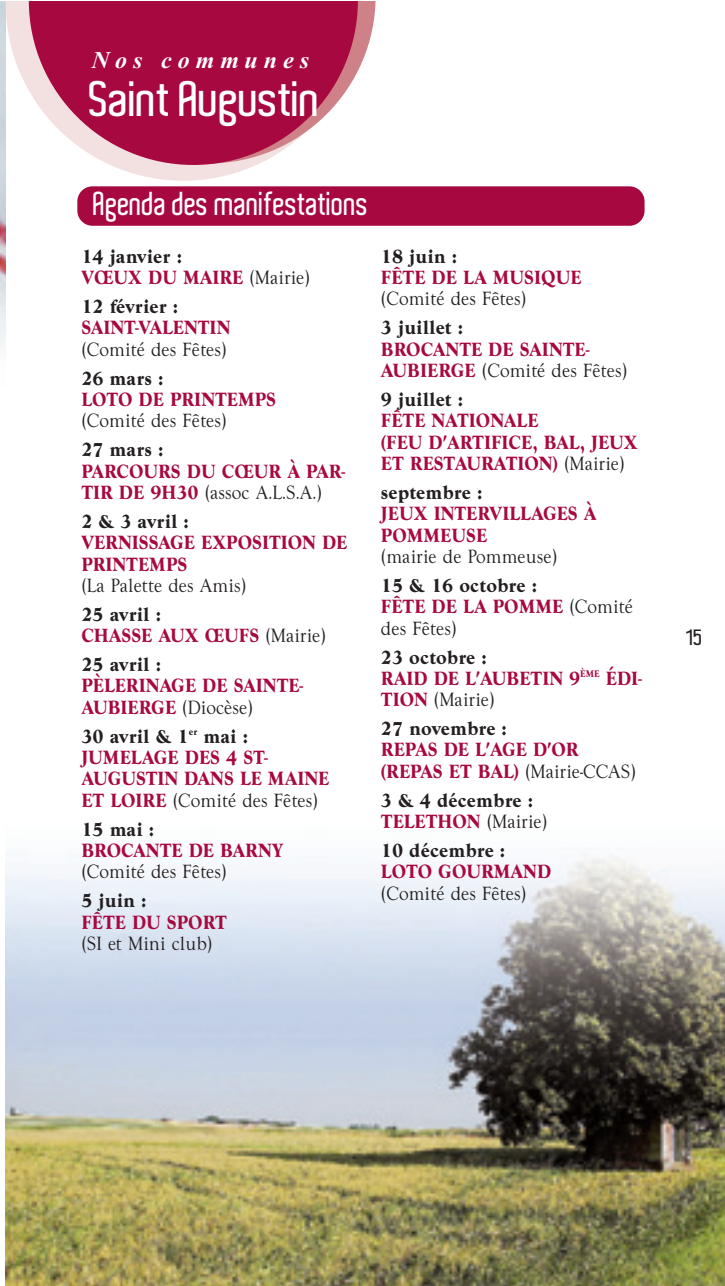 Nos communes
Saint Augustin
Agenda des manifestations
14 janvier :
VŒUX DU MAIRE (Mairie)
12 février :
SAINT-VALENTIN
(Comité des Fêtes)
26 mars :
LOTO DE PRINTEMPS
(Comité des Fêtes)
27 mars :
PARCOURS DU CŒUR À PAR-
TIR DE 9H30 (assoc A.L.S.A.)
2 & 3 avril :
VERNISSAGE EXPOSITION DE
PRINTEMPS
(La Palette des Amis)
25 avril :
CHASSE AUX ŒUFS (Mairie)
25 avril :
PÈLERINAGE DE SAINTE-
AUBIERGE (Diocèse)
30 avril & 1er mai :
JUMELAGE DES 4 ST-
AUGUSTIN DANS LE MAINE
ET LOIRE (Comité des Fêtes)
15 mai :
BROCANTE DE BARNY
(Comité des Fêtes)
5 juin :
FÊTE DU SPORT
(SI et Mini club)
18 juin :
FÊTE DE LA MUSIQUE
(Comité des Fêtes)
3 juillet :
BROCANTE DE SAINTE-
AUBIERGE (Comité des Fêtes)
9 juillet :
FÊTE NATIONALE
(FEU D'ARTIFICE, BAL, JEUX
ET RESTAURATION) (Mairie)
septembre :
JEUX INTERVILLAGES À
POMMEUSE
(mairie de Pommeuse)
15 & 16 octobre :
FÊTE DE LA POMME (Comité
des Fêtes)
23 octobre :
RAID DE L'AUBETIN 9ÈME ÉDI-
TION (Mairie)
27 novembre :
REPAS DE L'AGE D'OR
(REPAS ET BAL) (Mairie-CCAS)
3 & 4 décembre :
TELETHON (Mairie)
10 décembre :
LOTO GOURMAND
(Comité des Fêtes)
15